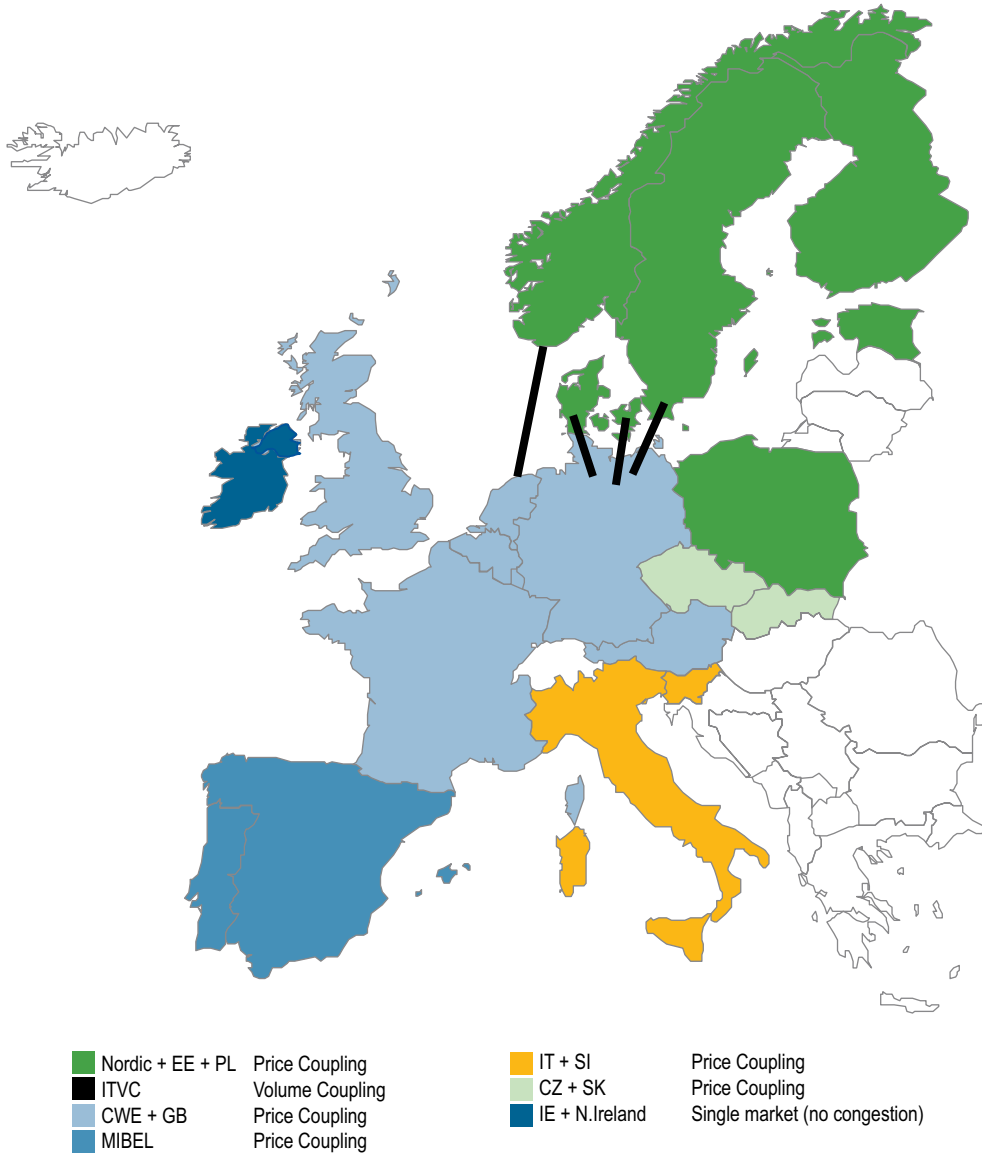 Nordic + EE + PL Price Coupling
ITVC Volume Coupling
CWE + GB Price Coupling
MIBEL Price Coupling
IT + SI Price Coupling
CZ + SK Price Coupling
IE + N.Ireland Single market (no congestion)